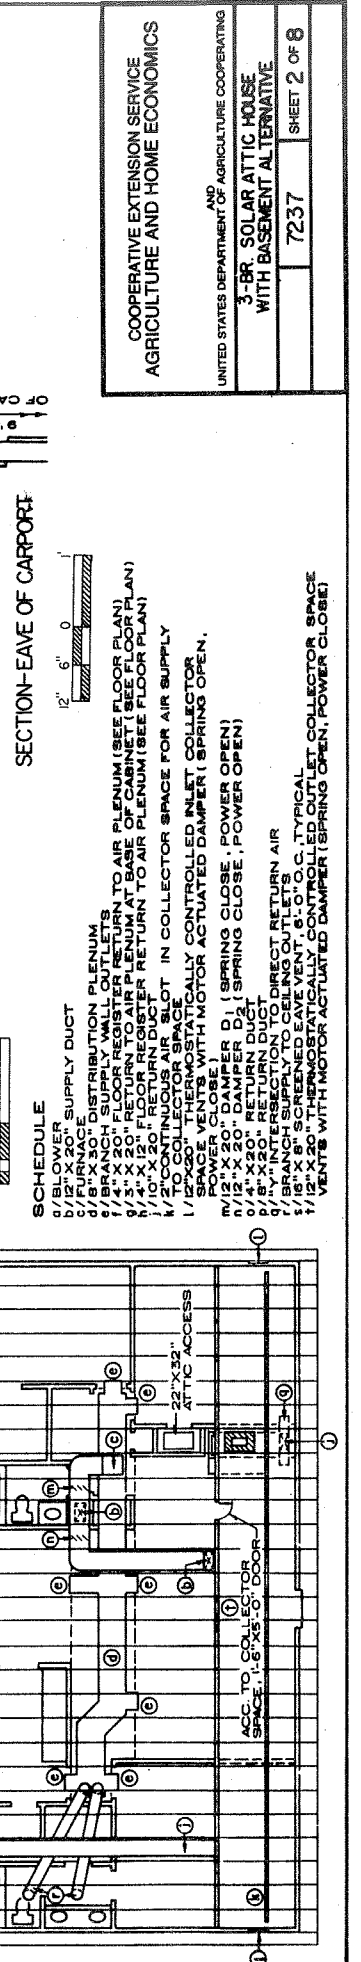 COOPERATIVE EXTENSION SERVICE
AGRICULTURE AND HOME ECONOMICS
AND
UNITED STATES DEPARTMENT OF AGRICULTURE COOPERATING
3-BR. SOLAR ATTIC HOUSE
WITH BASEMENT ALTERNATIVE
7237
SHEET 2 OF 8
SECTION-EAVE OF CARPORT
12" 6" 0 1'
SCHEDULE
a/BLOWER
b/12"X20" SUPPLY DUCT
c/FURNACE
d/8"X30" DISTRIBUTION PLENUM
e/BRANCH SUPPLY WALL OUTLETS
f/4"X20" FLOOR REGISTER RETURN TO AIR PLENUM (SEE FLOOR PLAN)
g/3"X22" RETURN TO AIR PLENUM AT BASE OF CABINET (SEE FLOOR PLAN)
h/4"X12" FLOOR REGISTER RETURN TO AIR PLENUM (SEE FLOOR PLAN)
j/10"X20" RETURN DUCT
k/2" CONTINUOUS AIR SLOT IN COLLECTOR SPACE FOR AIR SUPPLY
TO COLLECTOR SPACE
l/12"X20" THERMOSTATICALLY CONTROLLED INLET COLLECTOR
SPACE VENTS WITH MOTOR ACTUATED DAMPER (SPRING OPEN,
POWER CLOSE)
m/12"X20" DAMPER D1 (SPRING CLOSE, POWER OPEN)
n/12"X20" DAMPER D2 (SPRING CLOSE, POWER OPEN)
o/4"X20" RETURN DUCT
p/8"X20" RETURN DUCT
q/"Y" INTERSECTION TO DIRECT RETURN AIR
r/BRANCH SUPPLY TO CEILING OUTLETS
s/16"X8" SCREENED EAVE VENT, 6'-0" O.C., TYPICAL
t/12"X20" THERMOSTATICALLY CONTROLLED OUTLET COLLECTOR SPACE
VENTS WITH MOTOR ACTUATED DAMPER (SPRING OPEN, POWER CLOSE)
22"X32"
ATTIC ACCESS
ACC. TO COLLECTOR
SPACE, 1'-6"X5'-0" DOOR
e
e
c
m
b
n
e
e
d
e
e
e
r
j
b
t
k
l
l
q
j